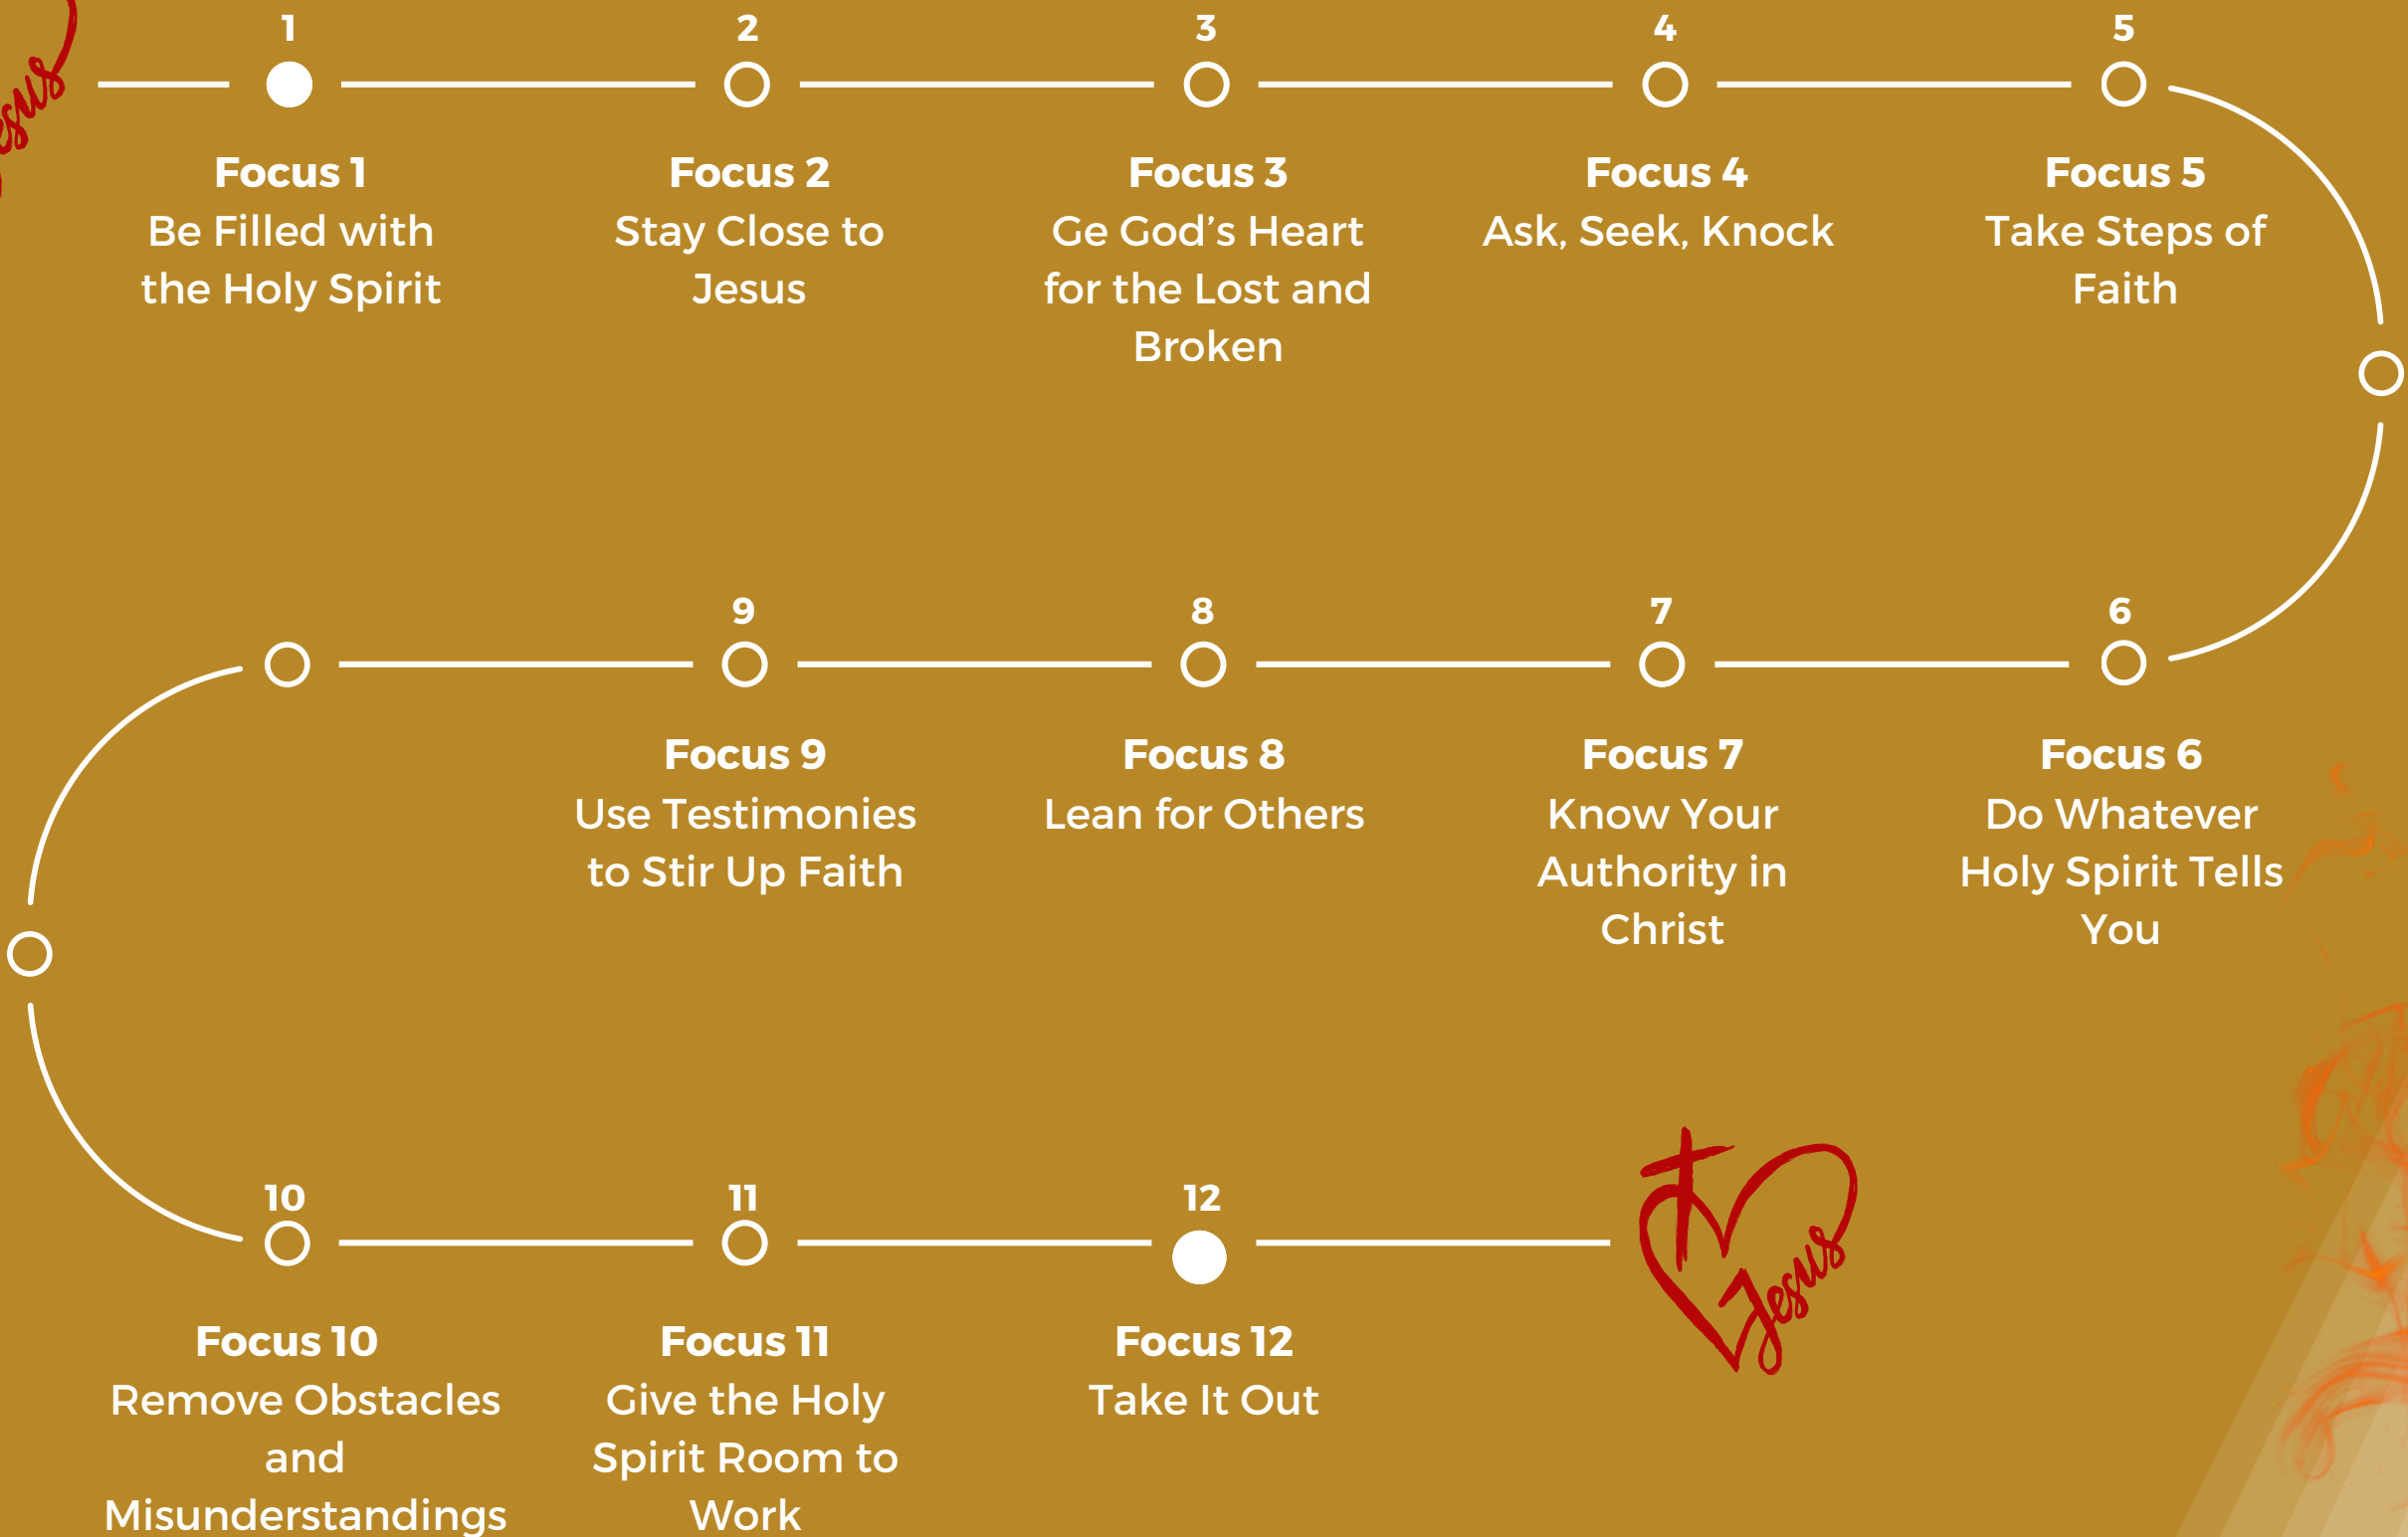 1
2
3
4
5
Focus 1
Be Filled with
the Holy Spirit
Focus 2
Stay Close to
Jesus
Focus 3
Ge God's Heart
for the Lost and
Broken
Focus 4
Ask, Seek, Knock
Focus 5
Take Steps of
Faith
6
7
8
9
Focus 6
Do Whatever
Holy Spirit Tells
You
Focus 7
Know Your
Authority in
Christ
Focus 8
Lean for Others
Focus 9
Use Testimonies
to Stir Up Faith
10
11
12
Focus 10
Remove Obstacles
and
Misunderstandings
Focus 11
Give the Holy
Spirit Room to
Work
Focus 12
Take It Out
Jesus